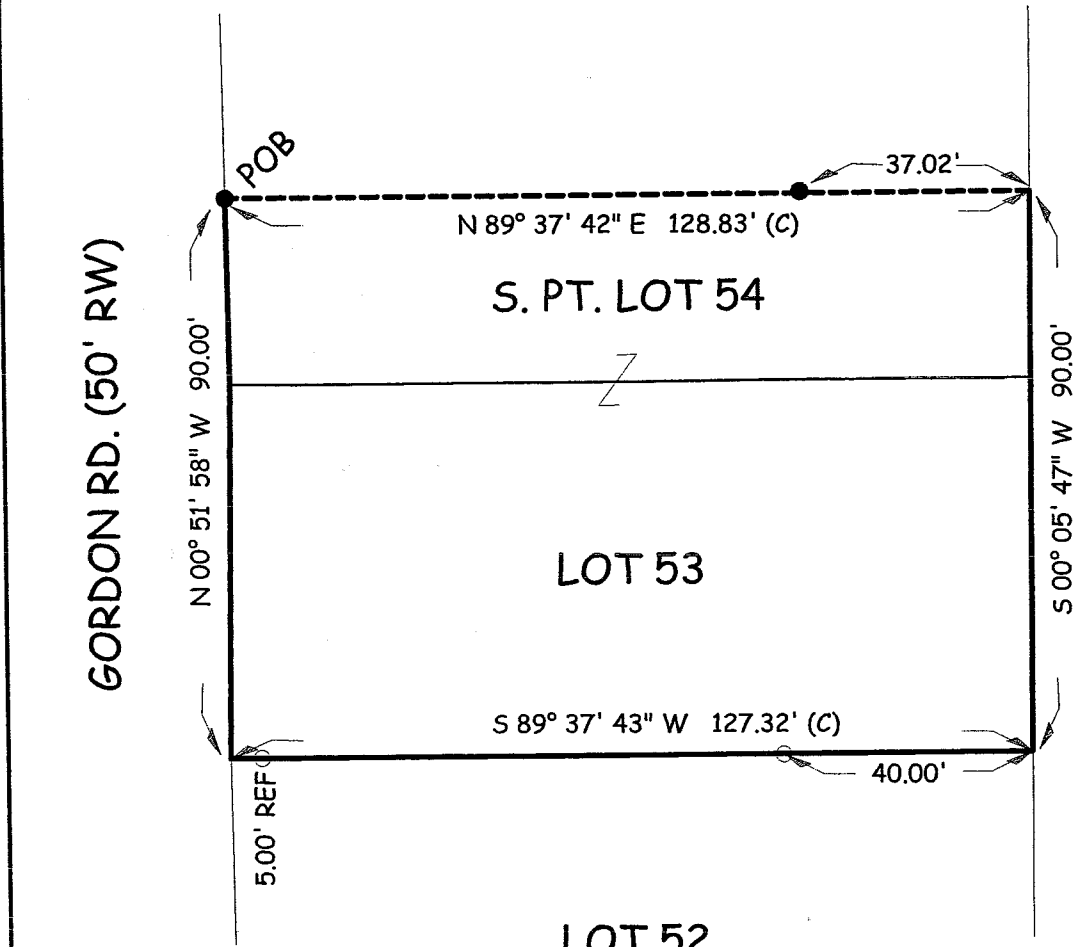 POB
37.02'
N 89° 37' 42" E 128.83' (C)
S. PT. LOT 54
GORDON RD. (50' RW)
N 00° 51' 58" W 90.00'
S 00° 05' 47" W 90.00'
LOT 53
S 89° 37' 43" W 127.32' (C)
40.00'
5.00' REF
LOT 52